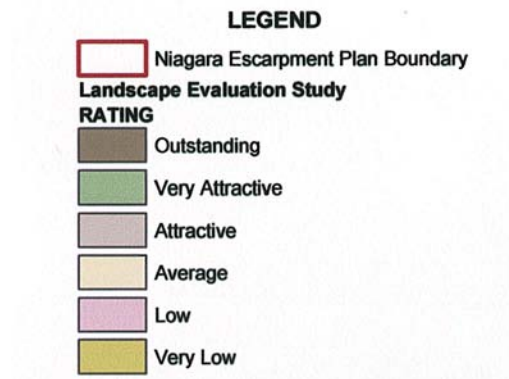 LEGEND
Niagara Escarpment Plan Boundary
Landscape Evaluation Study
RATING
Outstanding
Very Attractive
Attractive
Average
Low
Very Low